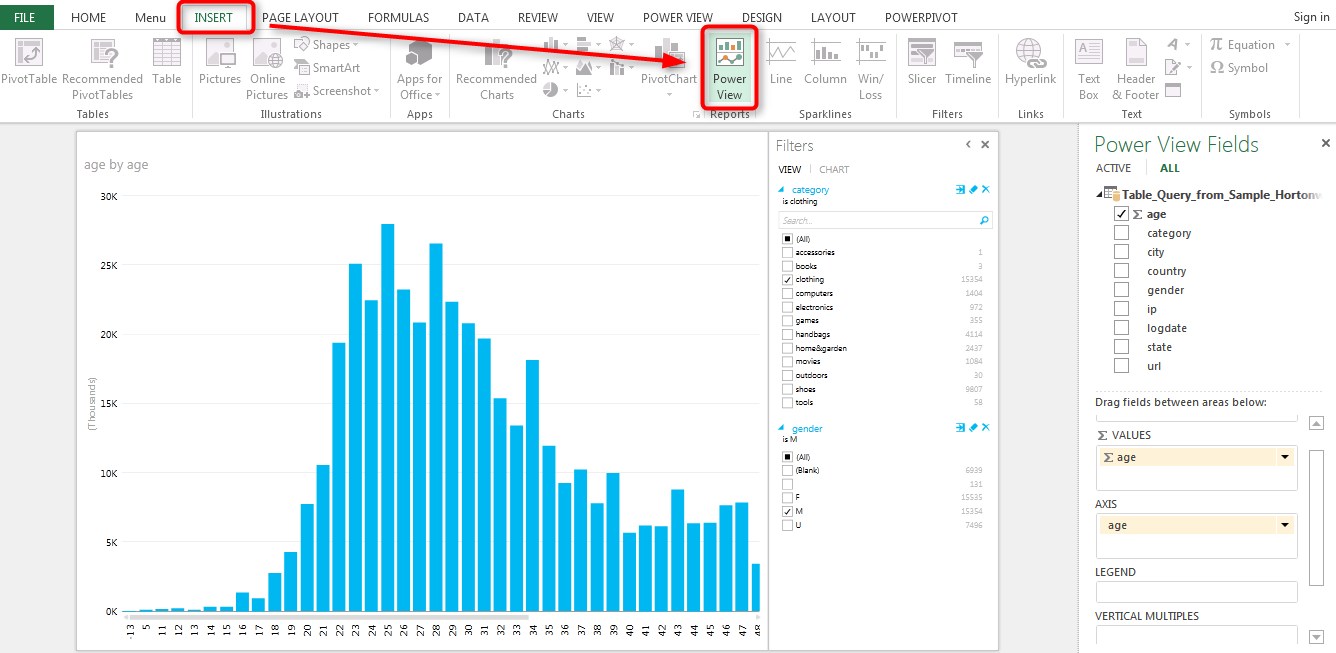 FILE HOME Menu INSERT PAGE LAYOUT FORMULAS DATA REVIEW VIEW POWER VIEW DESIGN LAYOUT POWERPIVOT Sign in
PivotTable Recommended PivotTables Table
Tables
Pictures Online Pictures Shapes SmartArt Screenshot
Illustrations
Apps for Office
Apps
Recommended Charts PivotChart
Charts
Power View
Reports
Line Column Win/Loss
Sparklines
Slicer Timeline
Filters
Hyperlink
Links
Text Box Header & Footer
Text
π Equation
Ω Symbol
Symbols
age by age
30K
25K
20K
15K
10K
5K
0K
(Thousands)
-13 5 11 12 13 14 15 16 17 18 19 20 21 22 23 24 25 26 27 28 29 30 31 32 33 34 35 36 37 38 39 40 41 42 43 44 45 46 47 48
Filters
VIEW CHART
category
is clothing
Search...
(All)
accessories 1
books 3
clothing 15354
computers 1404
electronics 972
games 355
handbags 4114
home&garden 2437
movies 1084
outdoors 30
shoes 9807
tools 58
gender
is M
(All)
(Blank) 6939
131
F 15535
M 15354
U 7496
Power View Fields
ACTIVE ALL
Table_Query_from_Sample_Horton
Σ age
category
city
country
gender
ip
logdate
state
url
Drag fields between areas below:
Σ VALUES
Σ age
AXIS
age
LEGEND
VERTICAL MULTIPLES